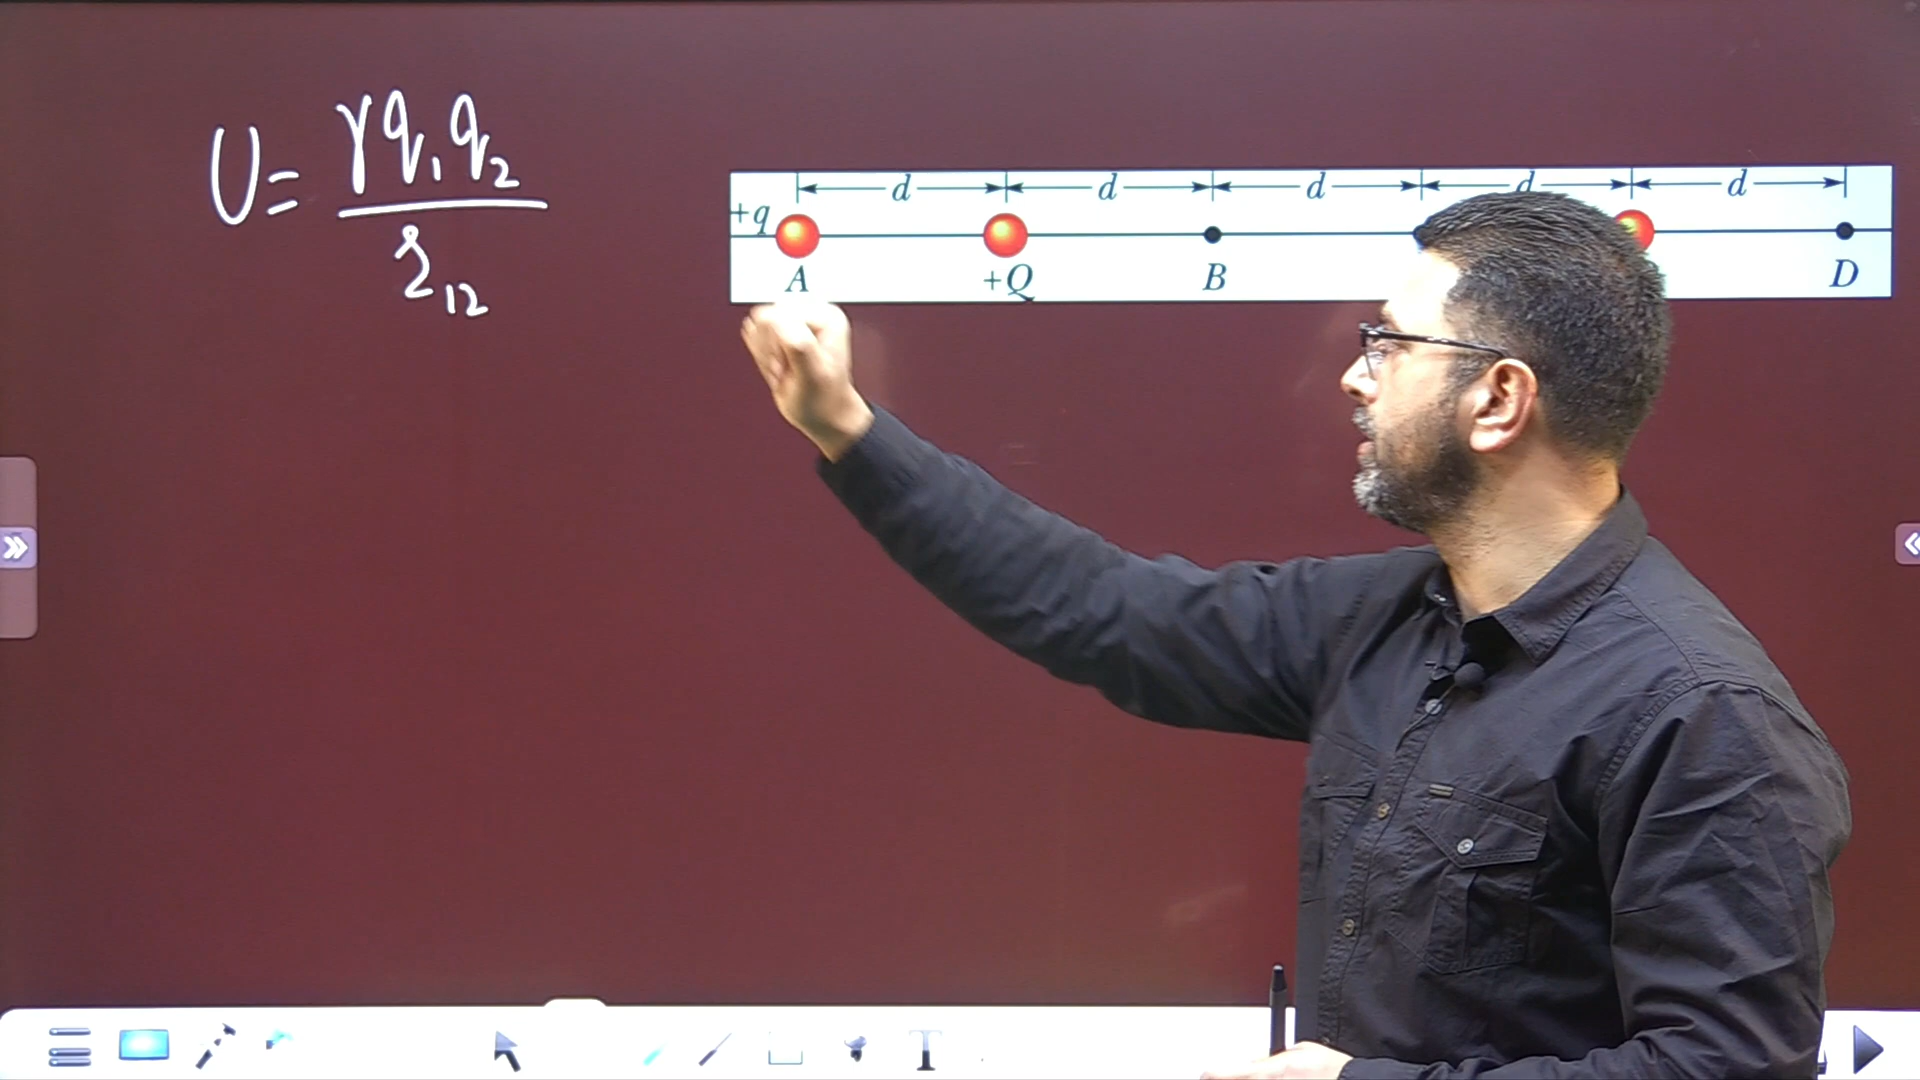 U = γq₁q₂
r₁₂
d d d d d
+q
A +Q B D
T